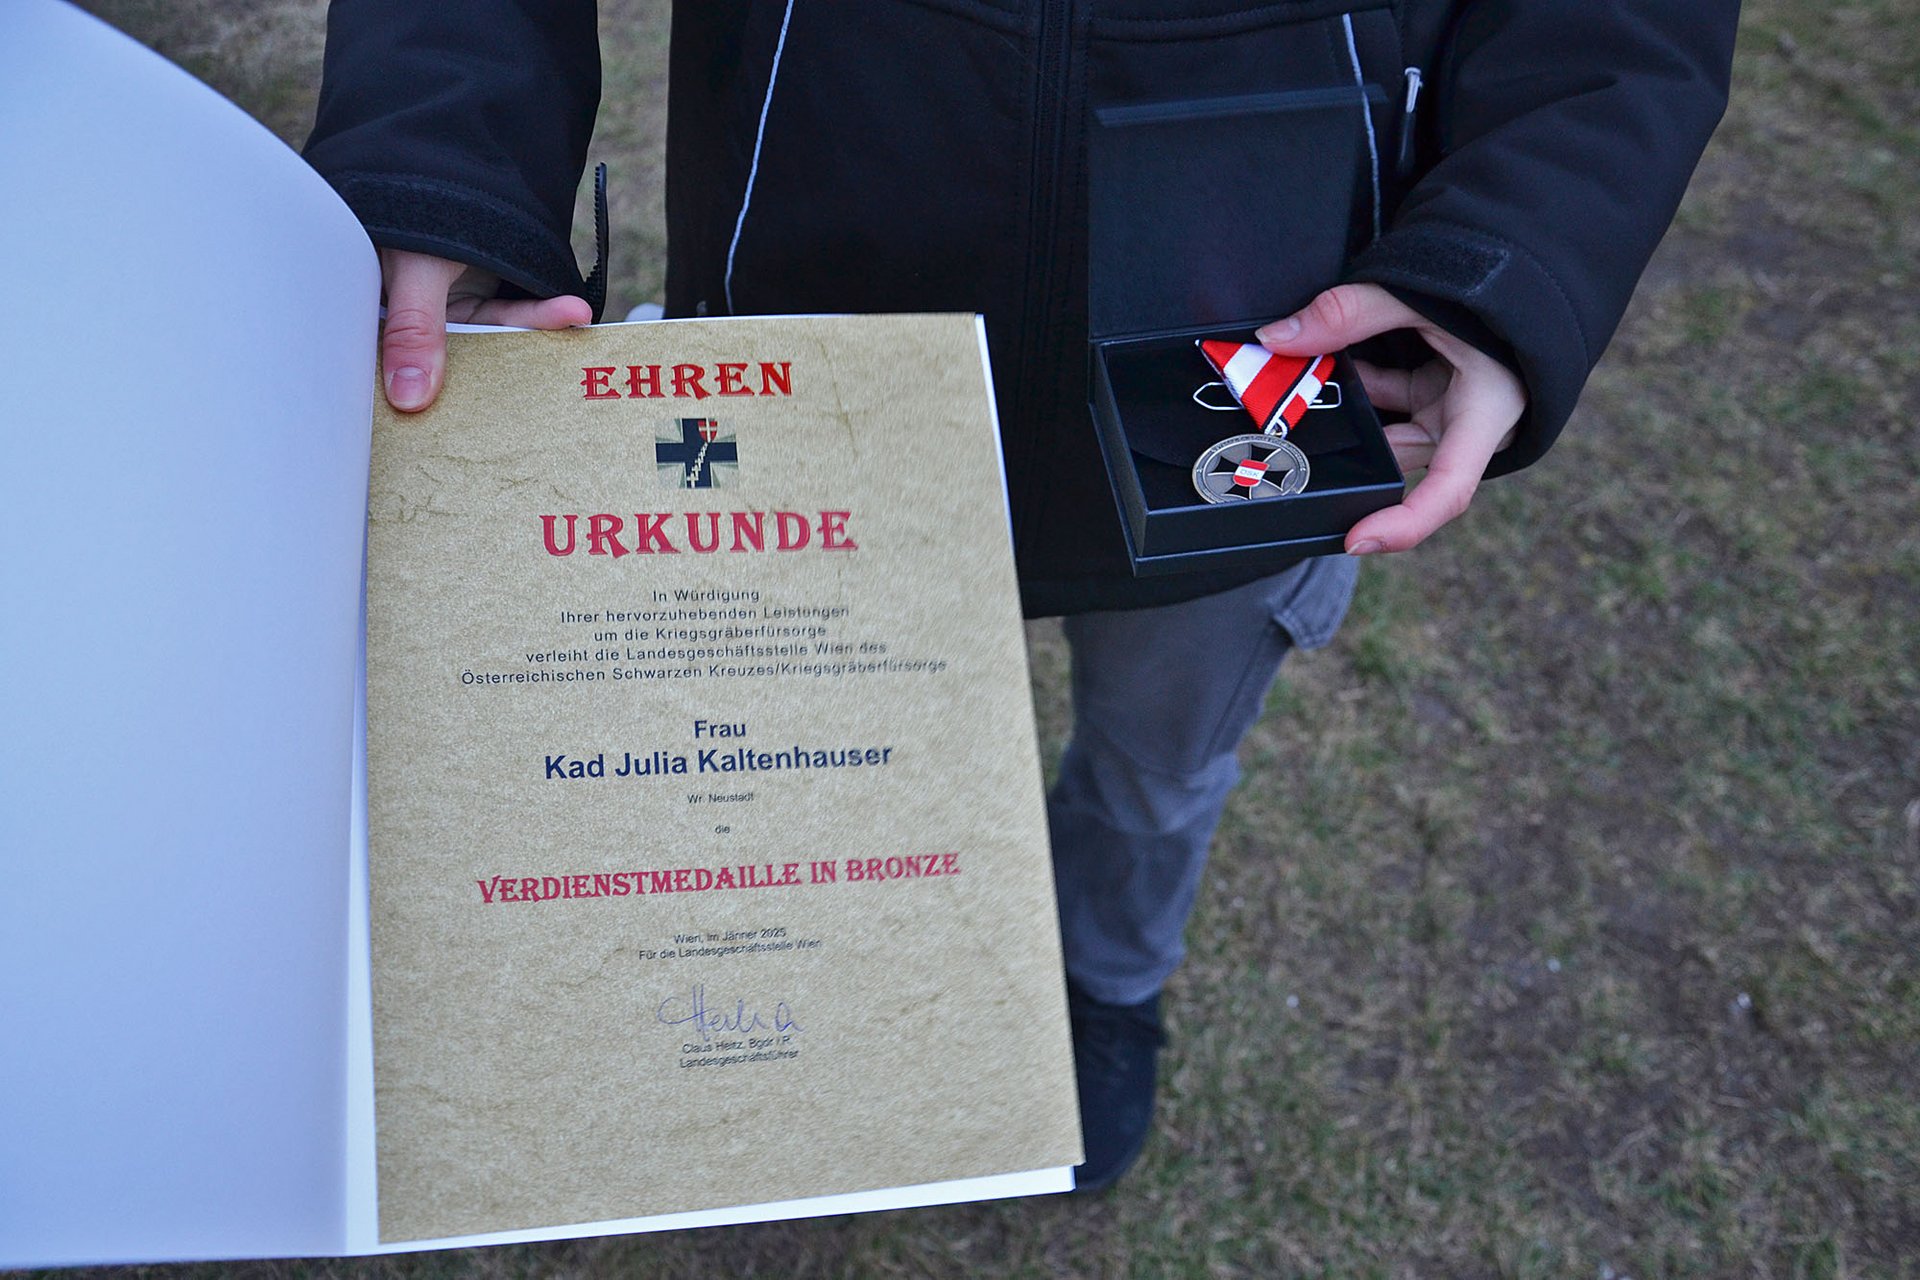 EHREN
URKUNDE
In Würdigung
Ihrer hervorzuhebenden Leistungen
um die Kriegsgräberfürsorge
verleiht die Landesgeschäftsstelle Wien des
Österreichischen Schwarzen Kreuzes/Kriegsgräberfürsorge
Frau
Kad Julia Kaltenhauser
Wr. Neustadt
die
VERDIENSTMEDAILLE IN BRONZE
Wien, im Jänner 2025
Für die Landesgeschäftsstelle Wien
Claus Heitz, Bgdr i.R.
Landesgeschäftsführer
ÖSK